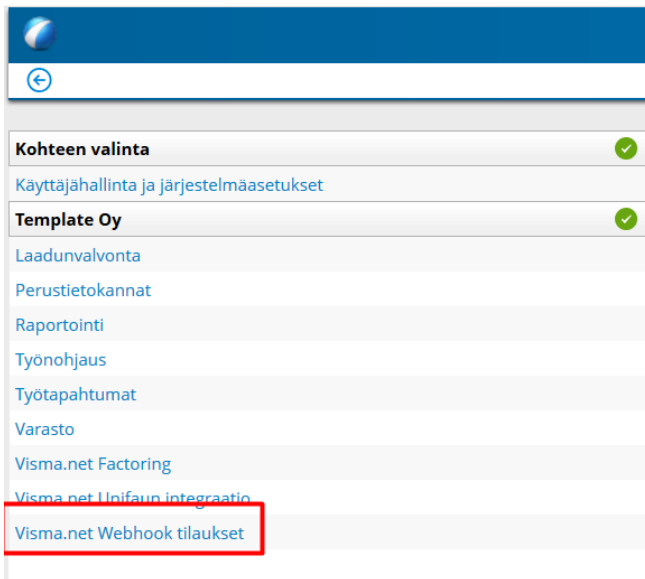 Kohteen valinta
Käyttäjähallinta ja järjestelmäasetukset
Template Oy
Laadunvalvonta
Perustietokannat
Raportointi
Työnohjaus
Työtapahtumat
Varasto
Visma.net Factoring
Visma.net Unifaun integraatio
Visma.net Webhook tilaukset